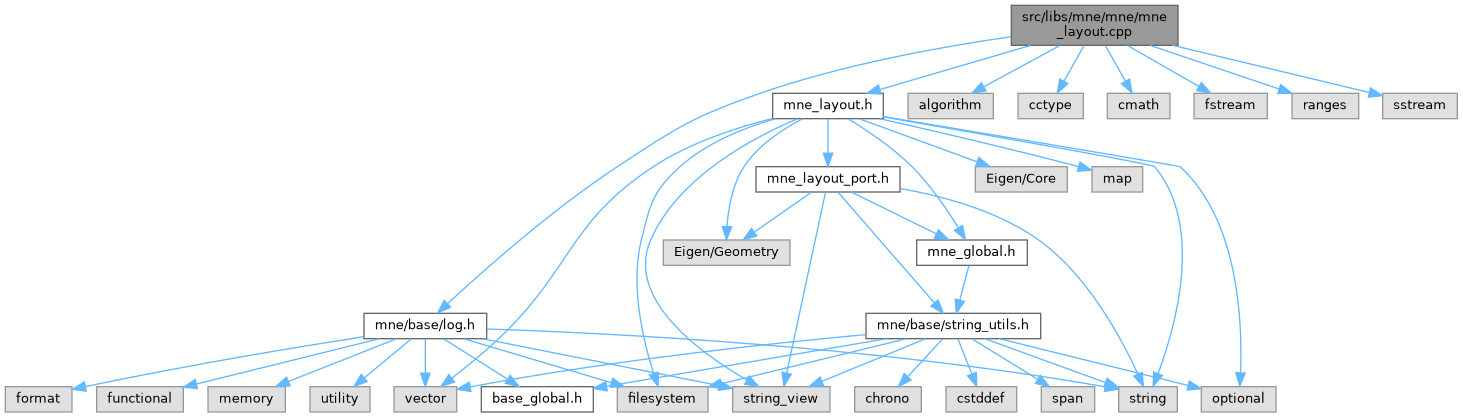 src/libs/mne/mne/mne
_layout.cpp
mne_layout.h
algorithm
cctype
cmath
fstream
ranges
sstream
mne_layout_port.h
Eigen/Core
map
Eigen/Geometry
mne_global.h
mne/base/log.h
mne/base/string_utils.h
format
functional
memory
utility
vector
base_global.h
filesystem
string_view
chrono
cstddef
span
string
optional